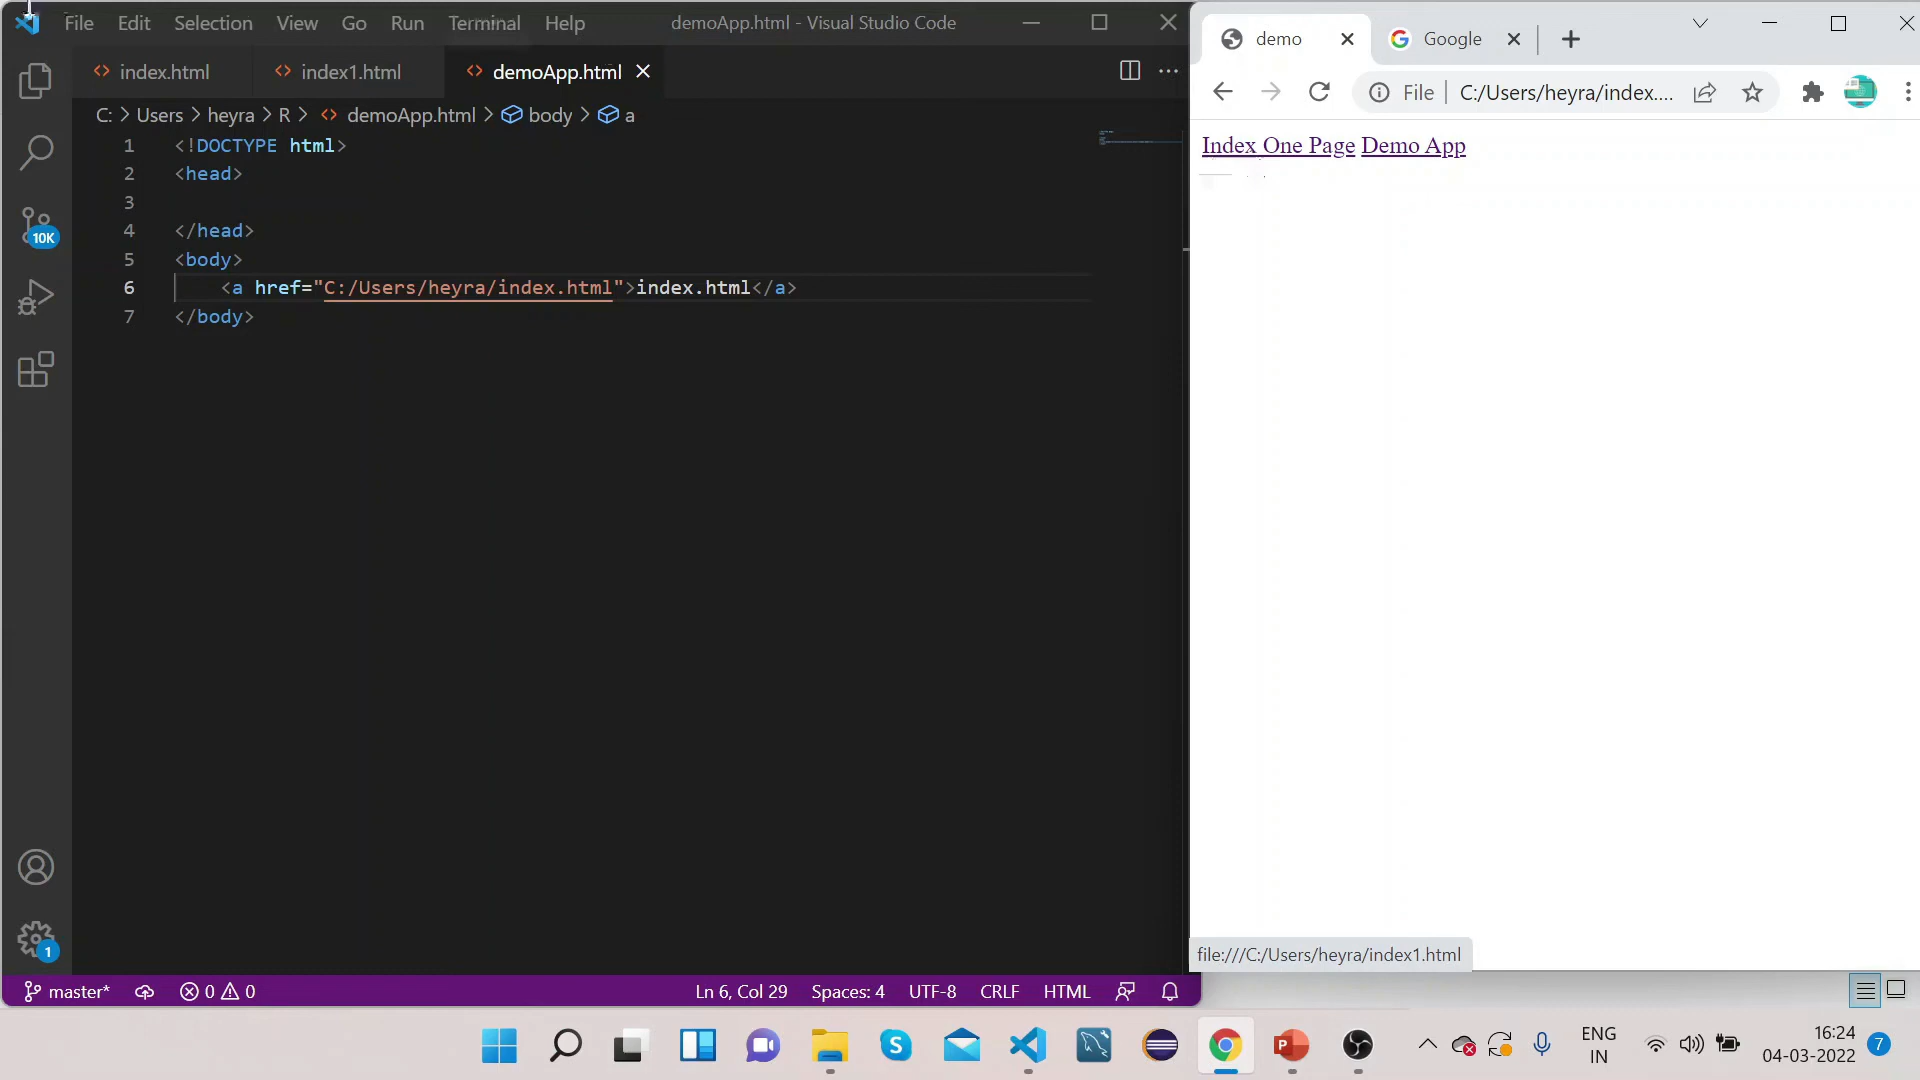 File Edit Selection View Go Run Terminal Help demoApp.html - Visual Studio Code
index.html index1.html demoApp.html
C: > Users > heyra > R > demoApp.html > body > a
1 <!DOCTYPE html>
2 <head>
3
4 </head>
5 <body>
6 <a href="C:/Users/heyra/index.html">index.html</a>
7 </body>
10K
1
master* 0 0 Ln 6, Col 29 Spaces: 4 UTF-8 CRLF HTML
demo Google
File C:/Users/heyra/index....
Index One Page Demo App
file:///C:/Users/heyra/index1.html
S P ENG
IN
16:24
04-03-2022
7